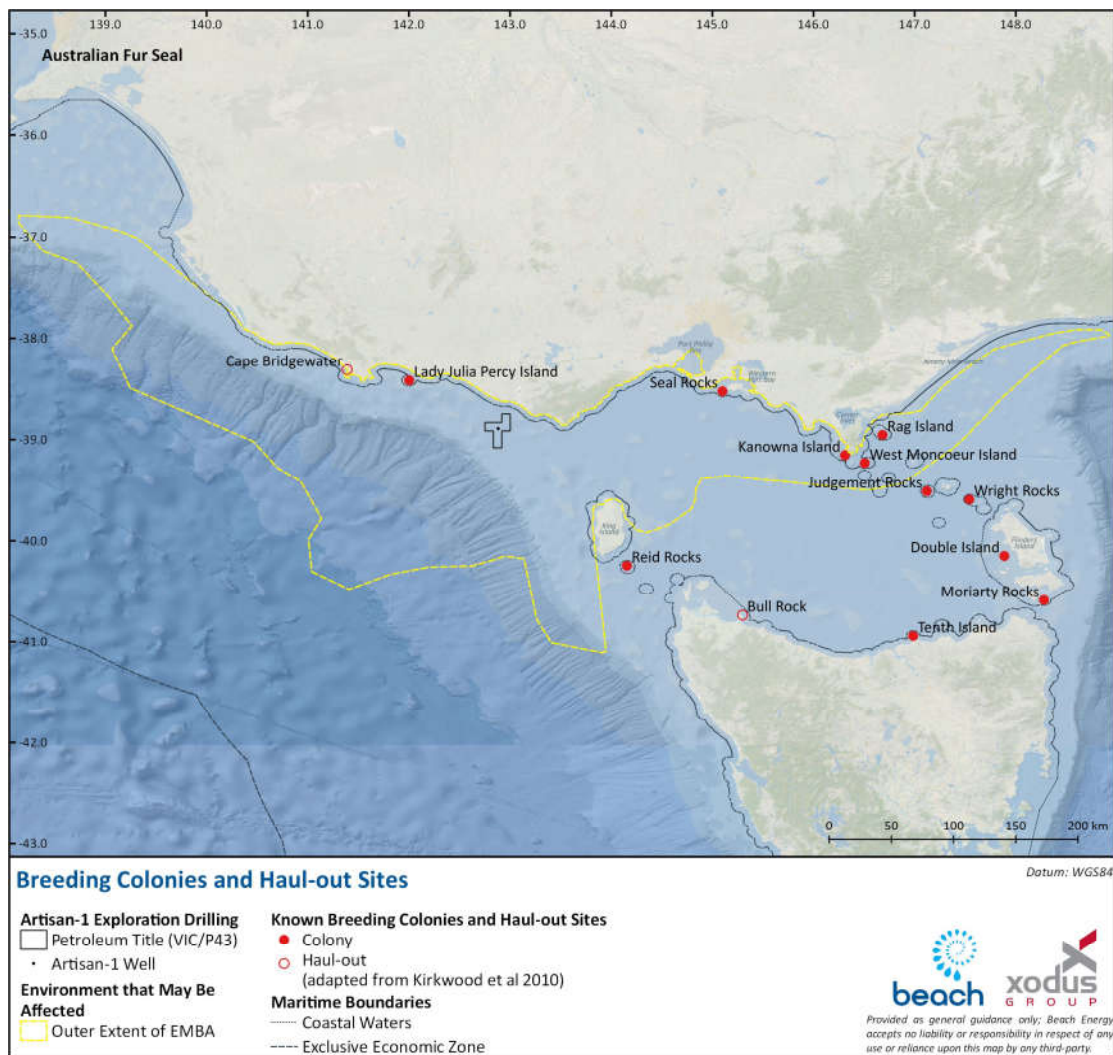 139.0 140.0 141.0 142.0 143.0 144.0 145.0 146.0 147.0 148.0
-35.0
Australian Fur Seal
-36.0
-37.0
-38.0
Port Phillip
Bay
Cape Bridgewater
Lady Julia Percy Island
Western
Port Bay
Seal Rocks
-39.0
Rag Island
Kanowna Island
West Moncoeur Island
Judgement Rocks
Wright Rocks
King
Island
-40.0
Double Island
Flinders
Island
Reid Rocks
Moriarty Rocks
Bull Rock
Tenth Island
-41.0
-42.0
0 50 100 150 200 km
-43.0
Breeding Colonies and Haul-out Sites
Datum: WGS84
Artisan-1 Exploration Drilling
Petroleum Title (VIC/P43)
Artisan-1 Well
Environment that May Be
Affected
Outer Extent of EMBA
Known Breeding Colonies and Haul-out Sites
Colony
Haul-out
(adapted from Kirkwood et al 2010)
Maritime Boundaries
Coastal Waters
Exclusive Economic Zone
beach
xodus
GROUP
Provided as general guidance only; Beach Energy
accepts no liability or responsibility in respect of any
use or reliance upon this map by any third-party.